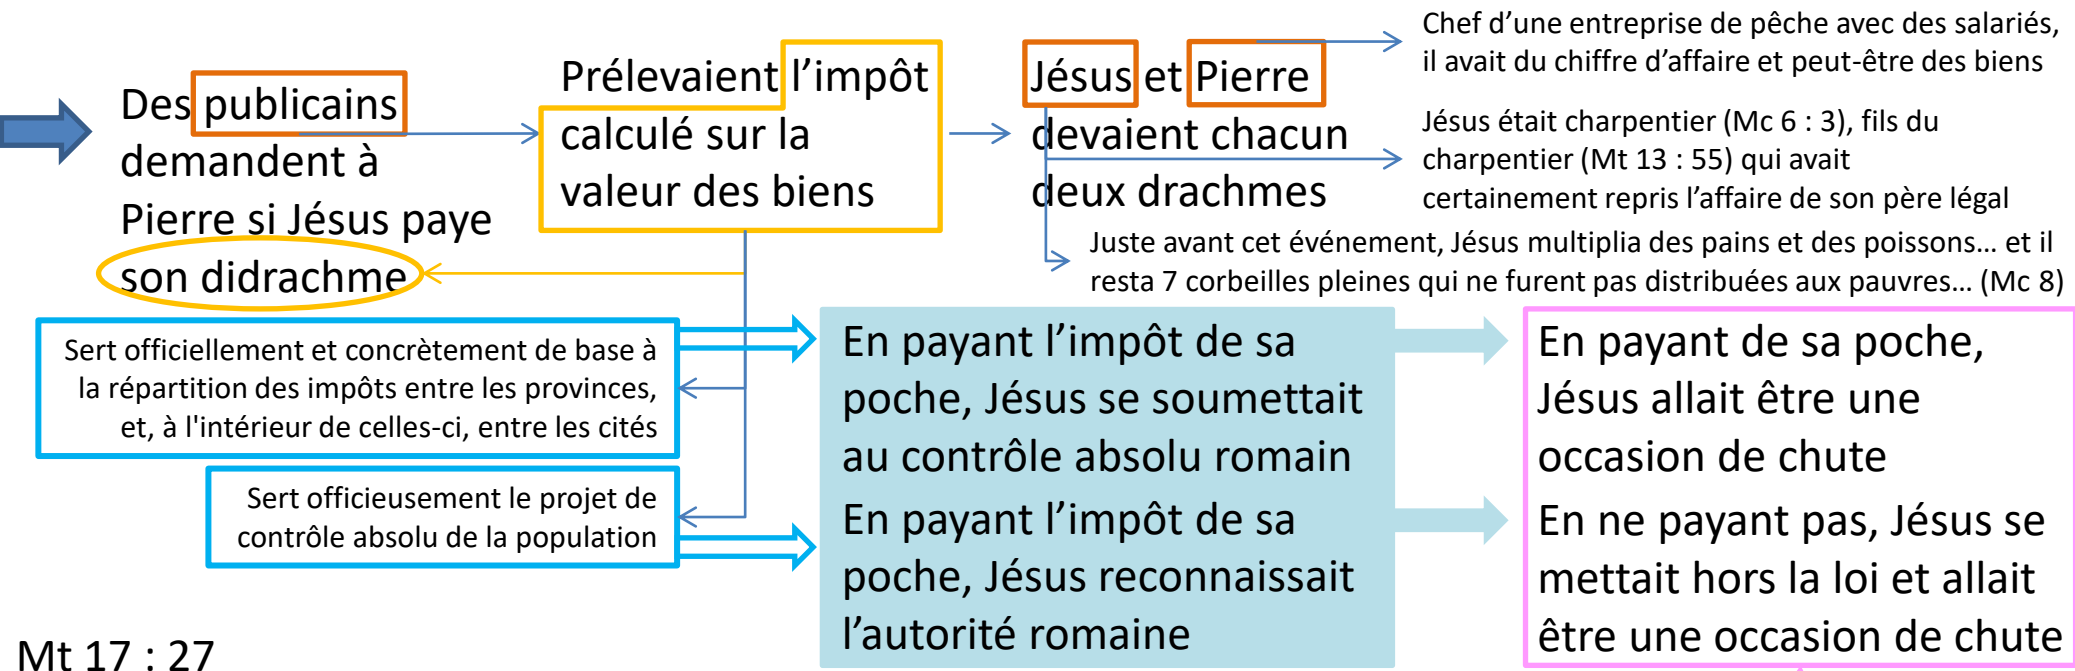 Des publicains
demandent à
Pierre si Jésus paye
son didrachme
Prélevaient l’impôt
calculé sur la
valeur des biens
Jésus et Pierre
devaient chacun
deux drachmes
Chef d’une entreprise de pêche avec des salariés,
il avait du chiffre d’affaire et peut-être des biens
Jésus était charpentier (Mc 6 : 3), fils du
charpentier (Mt 13 : 55) qui avait
certainement repris l’affaire de son père légal
Juste avant cet événement, Jésus multiplia des pains et des poissons… et il
resta 7 corbeilles pleines qui ne furent pas distribuées aux pauvres… (Mc 8)
Sert officiellement et concrètement de base à
la répartition des impôts entre les provinces,
et, à l'intérieur de celles-ci, entre les cités
Sert officieusement le projet de
contrôle absolu de la population
En payant l’impôt de sa
poche, Jésus se soumettait
au contrôle absolu romain
En payant l’impôt de sa
poche, Jésus reconnaissait
l’autorité romaine
En payant de sa poche,
Jésus allait être une
occasion de chute
En ne payant pas, Jésus se
mettait hors la loi et allait
être une occasion de chute
Mt 17 : 27